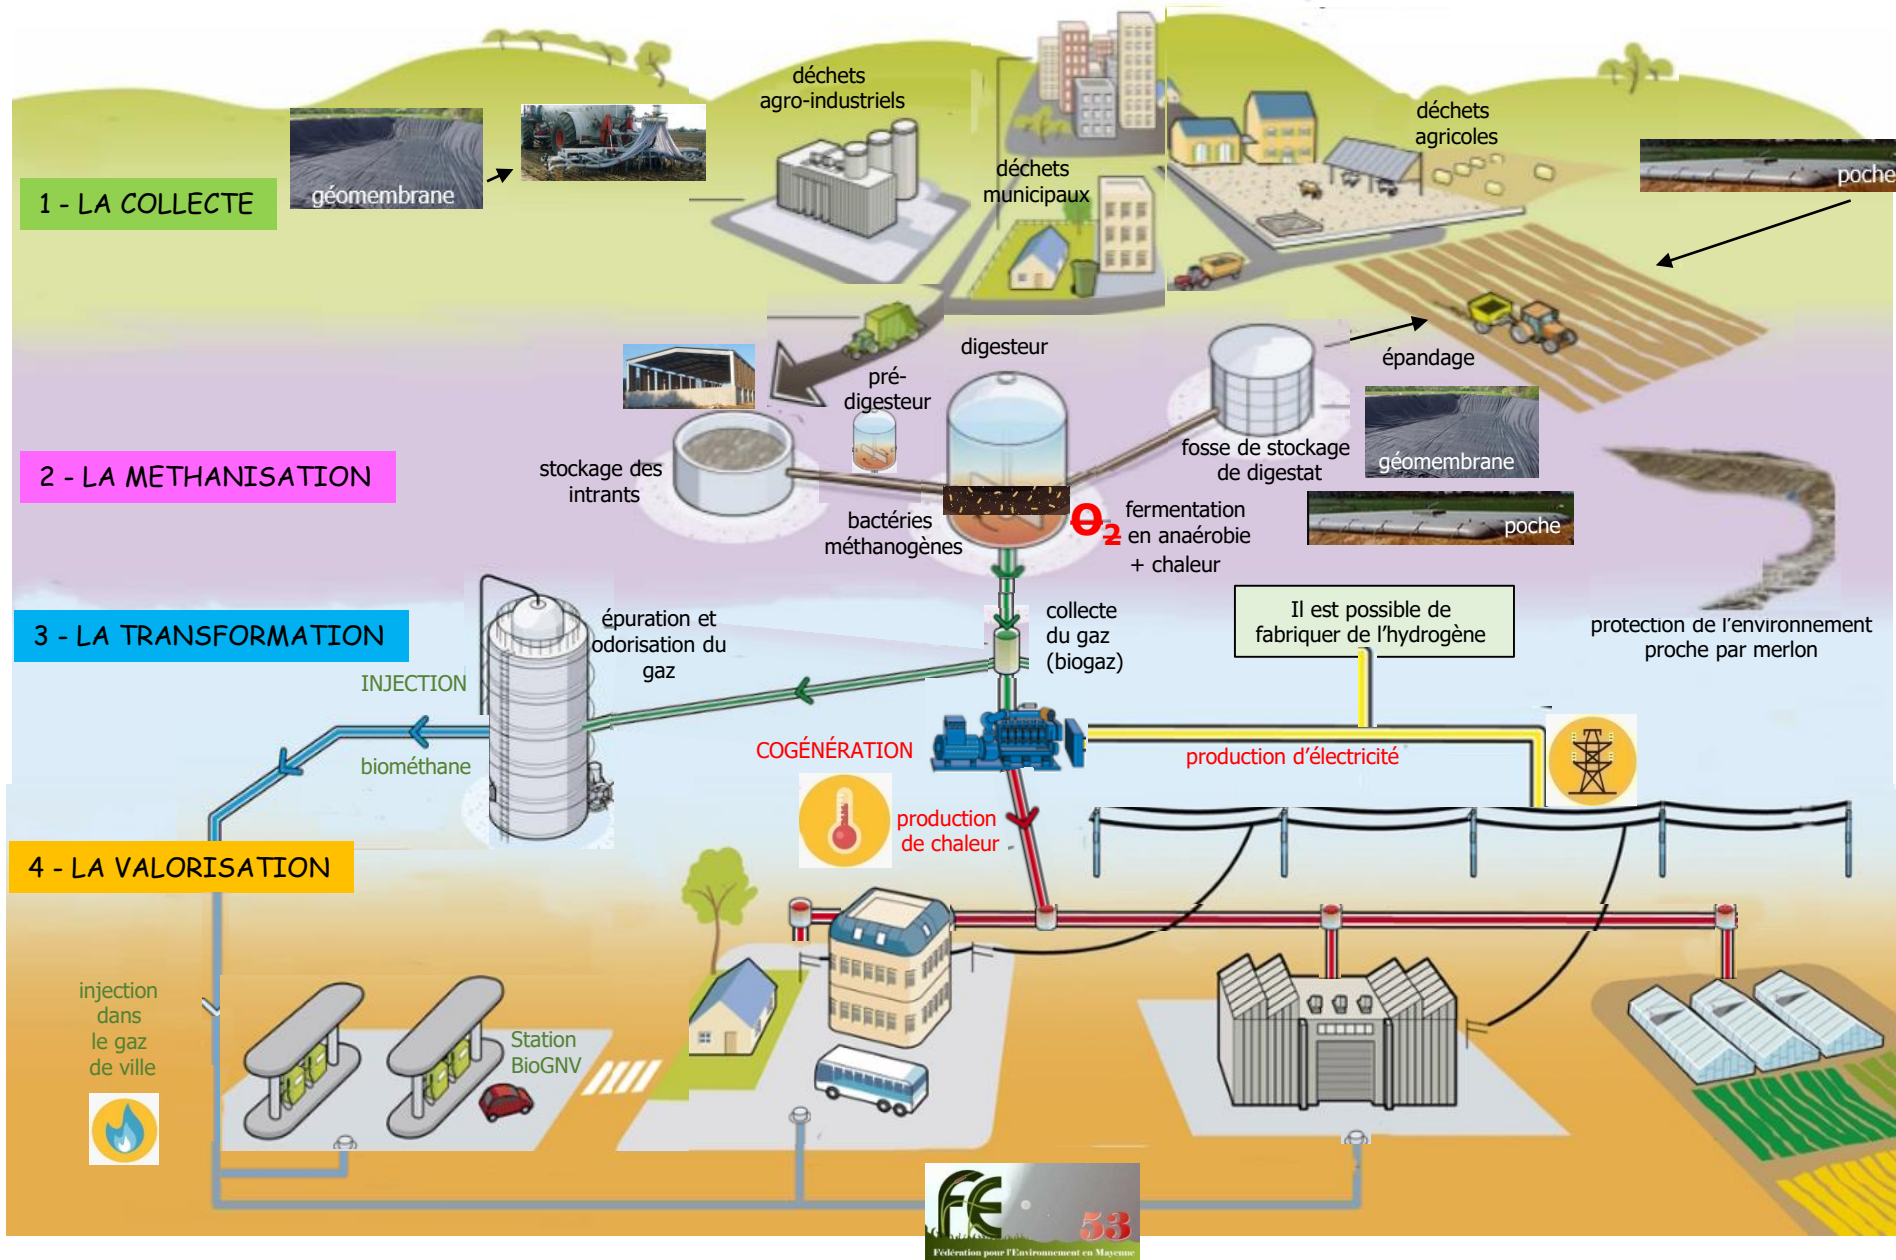 déchets
agro-industriels
déchets
municipaux
déchets
agricoles
géomembrane
poche
1 - LA COLLECTE
digesteur
pré-
digesteur
épandage
stockage des
intrants
fosse de stockage
de digestat
géomembrane
poche
2 - LA METHANISATION
bactéries
méthanogènes
O2
fermentation
en anaérobie
+ chaleur
3 - LA TRANSFORMATION
épuration et
odorisation du
gaz
collecte
du gaz
(biogaz)
Il est possible de
fabriquer de l'hydrogène
protection de l'environnement
proche par merlon
INJECTION
biométhane
COGÉNÉRATION
production d'électricité
production
de chaleur
4 - LA VALORISATION
injection
dans
le gaz
de ville
Station
BioGNV
FE
53
Fédération pour l'Environnement en Mayenne